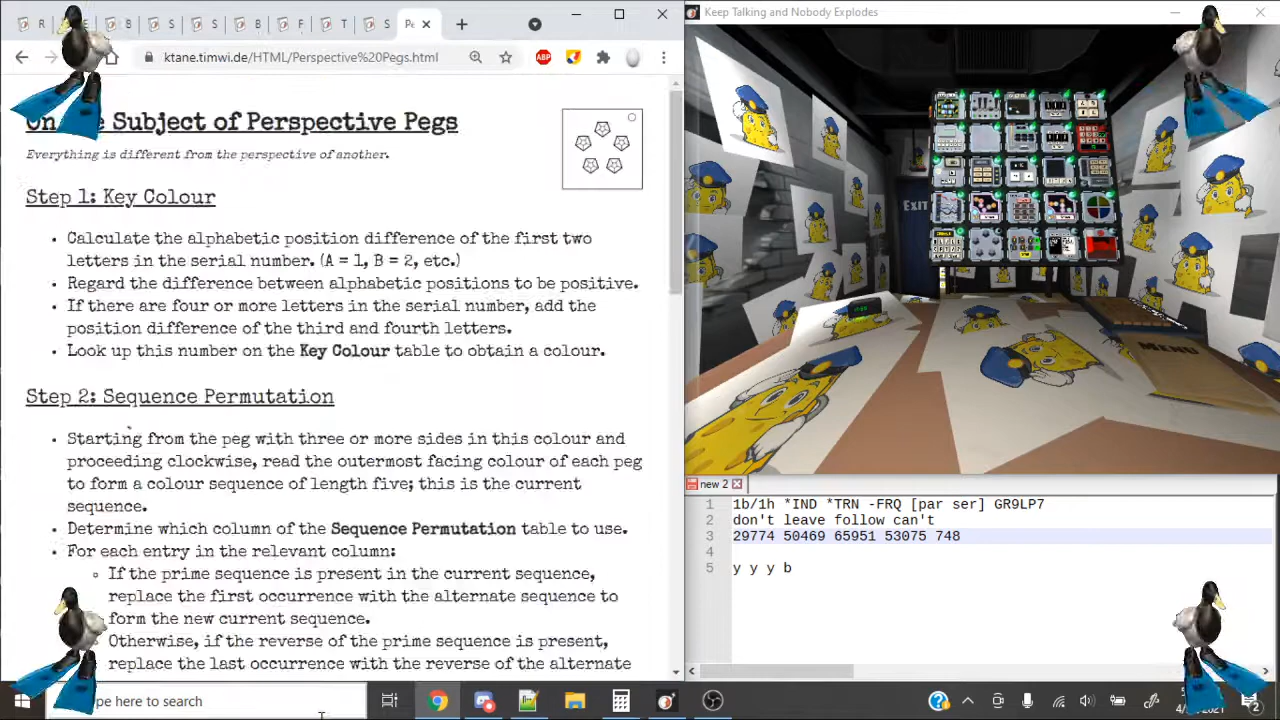 E
B
S
S
S
T
S
Pe
ktane.timwi.de/HTML/Perspective%20Pegs.html
ABP
Subject of Perspective Pegs
Everything is different from the perspective of another.
Step 1: Key Colour
Calculate the alphabetic position difference of the first two
letters in the serial number. (A = 1, B = 2, etc.)
Regard the difference between alphabetic positions to be positive.
If there are four or more letters in the serial number, add the
position difference of the third and fourth letters.
Look up this number on the Key Colour table to obtain a colour.
Step 2: Sequence Permutation
Starting from the peg with three or more sides in this colour and
proceeding clockwise, read the outermost facing colour of each peg
to form a colour sequence of length five; this is the current
sequence.
Determine which column of the Sequence Permutation table to use.
For each entry in the relevant column:
If the prime sequence is present in the current sequence,
replace the first occurrence with the alternate sequence to
form the new current sequence.
Otherwise, if the reverse of the prime sequence is present,
replace the last occurrence with the reverse of the alternate
Keep Talking and Nobody Explodes
EXIT
MENU
new 2
1 1b/1h *IND *TRN -FRQ [par ser] GR9LP7
2 don't leave follow can't
3 29774 50469 65951 53075 748
4
5 y y y b
pe here to search
2